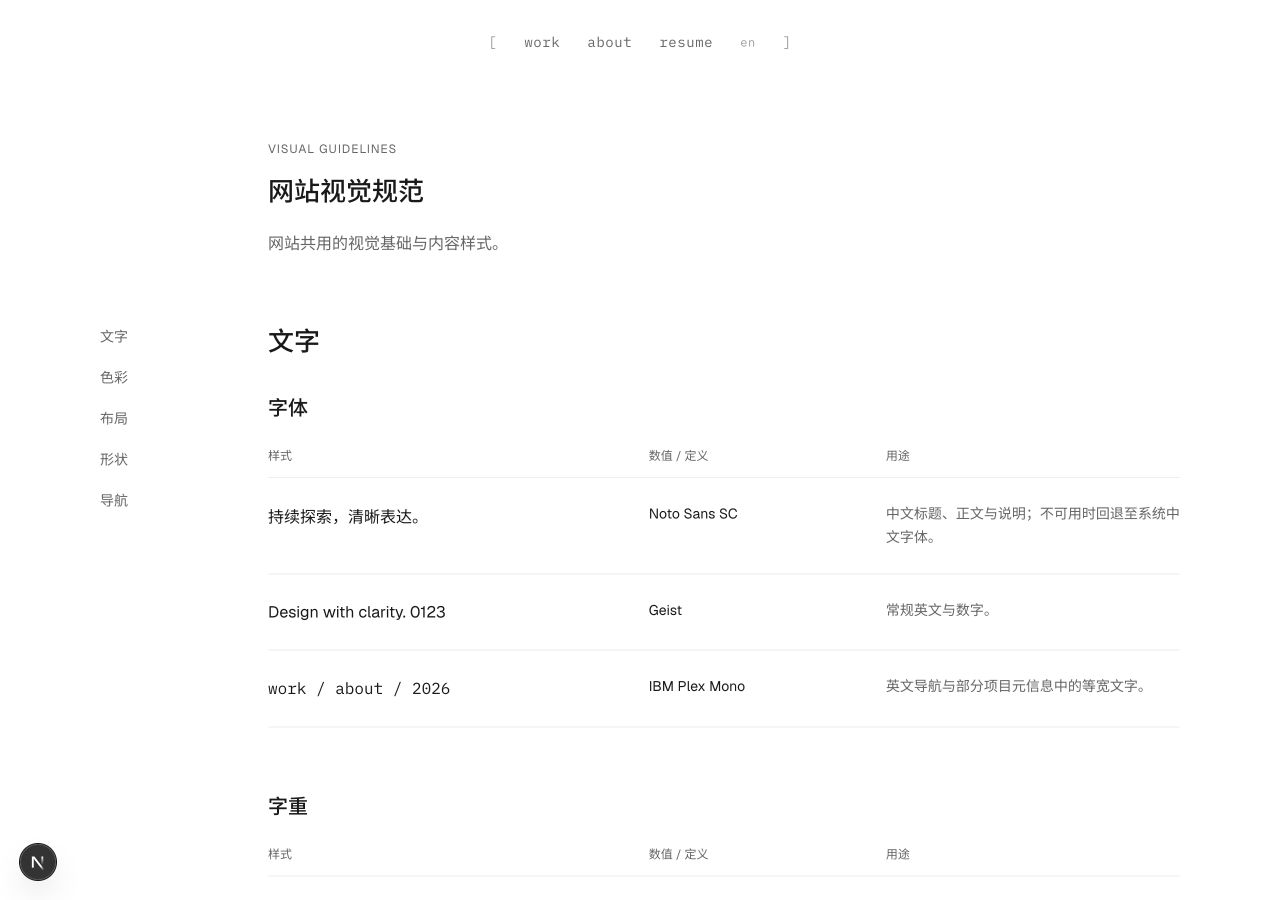 [ work about resume en ]
VISUAL GUIDELINES
网站视觉规范
网站共用的视觉基础与内容样式。
文字
色彩
布局
形状
导航
文字
字体
样式 数值 / 定义 用途
持续探索，清晰表达。 Noto Sans SC 中文标题、正文与说明；不可用时回退至系统中
文字体。
Design with clarity. 0123 Geist 常规英文与数字。
work / about / 2026 IBM Plex Mono 英文导航与部分项目元信息中的等宽文字。
字重
样式 数值 / 定义 用途
N